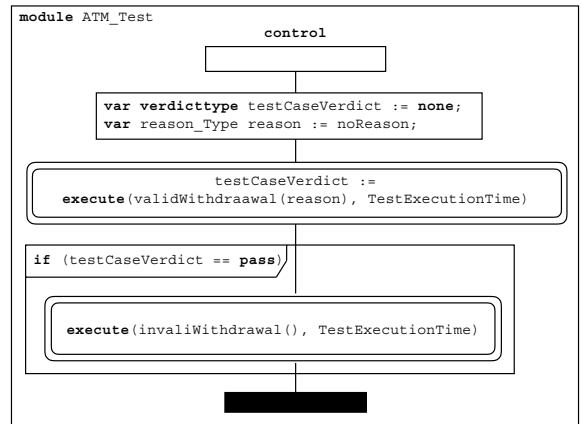 module ATM_Test
control
var verdicttype testCaseVerdict := none;
var reason_Type reason := noReason;
testCaseVerdict :=
execute(validWithdraawal(reason), TestExecutionTime)
if (testCaseVerdict == pass)
execute(invaliWithdrawal(), TestExecutionTime)